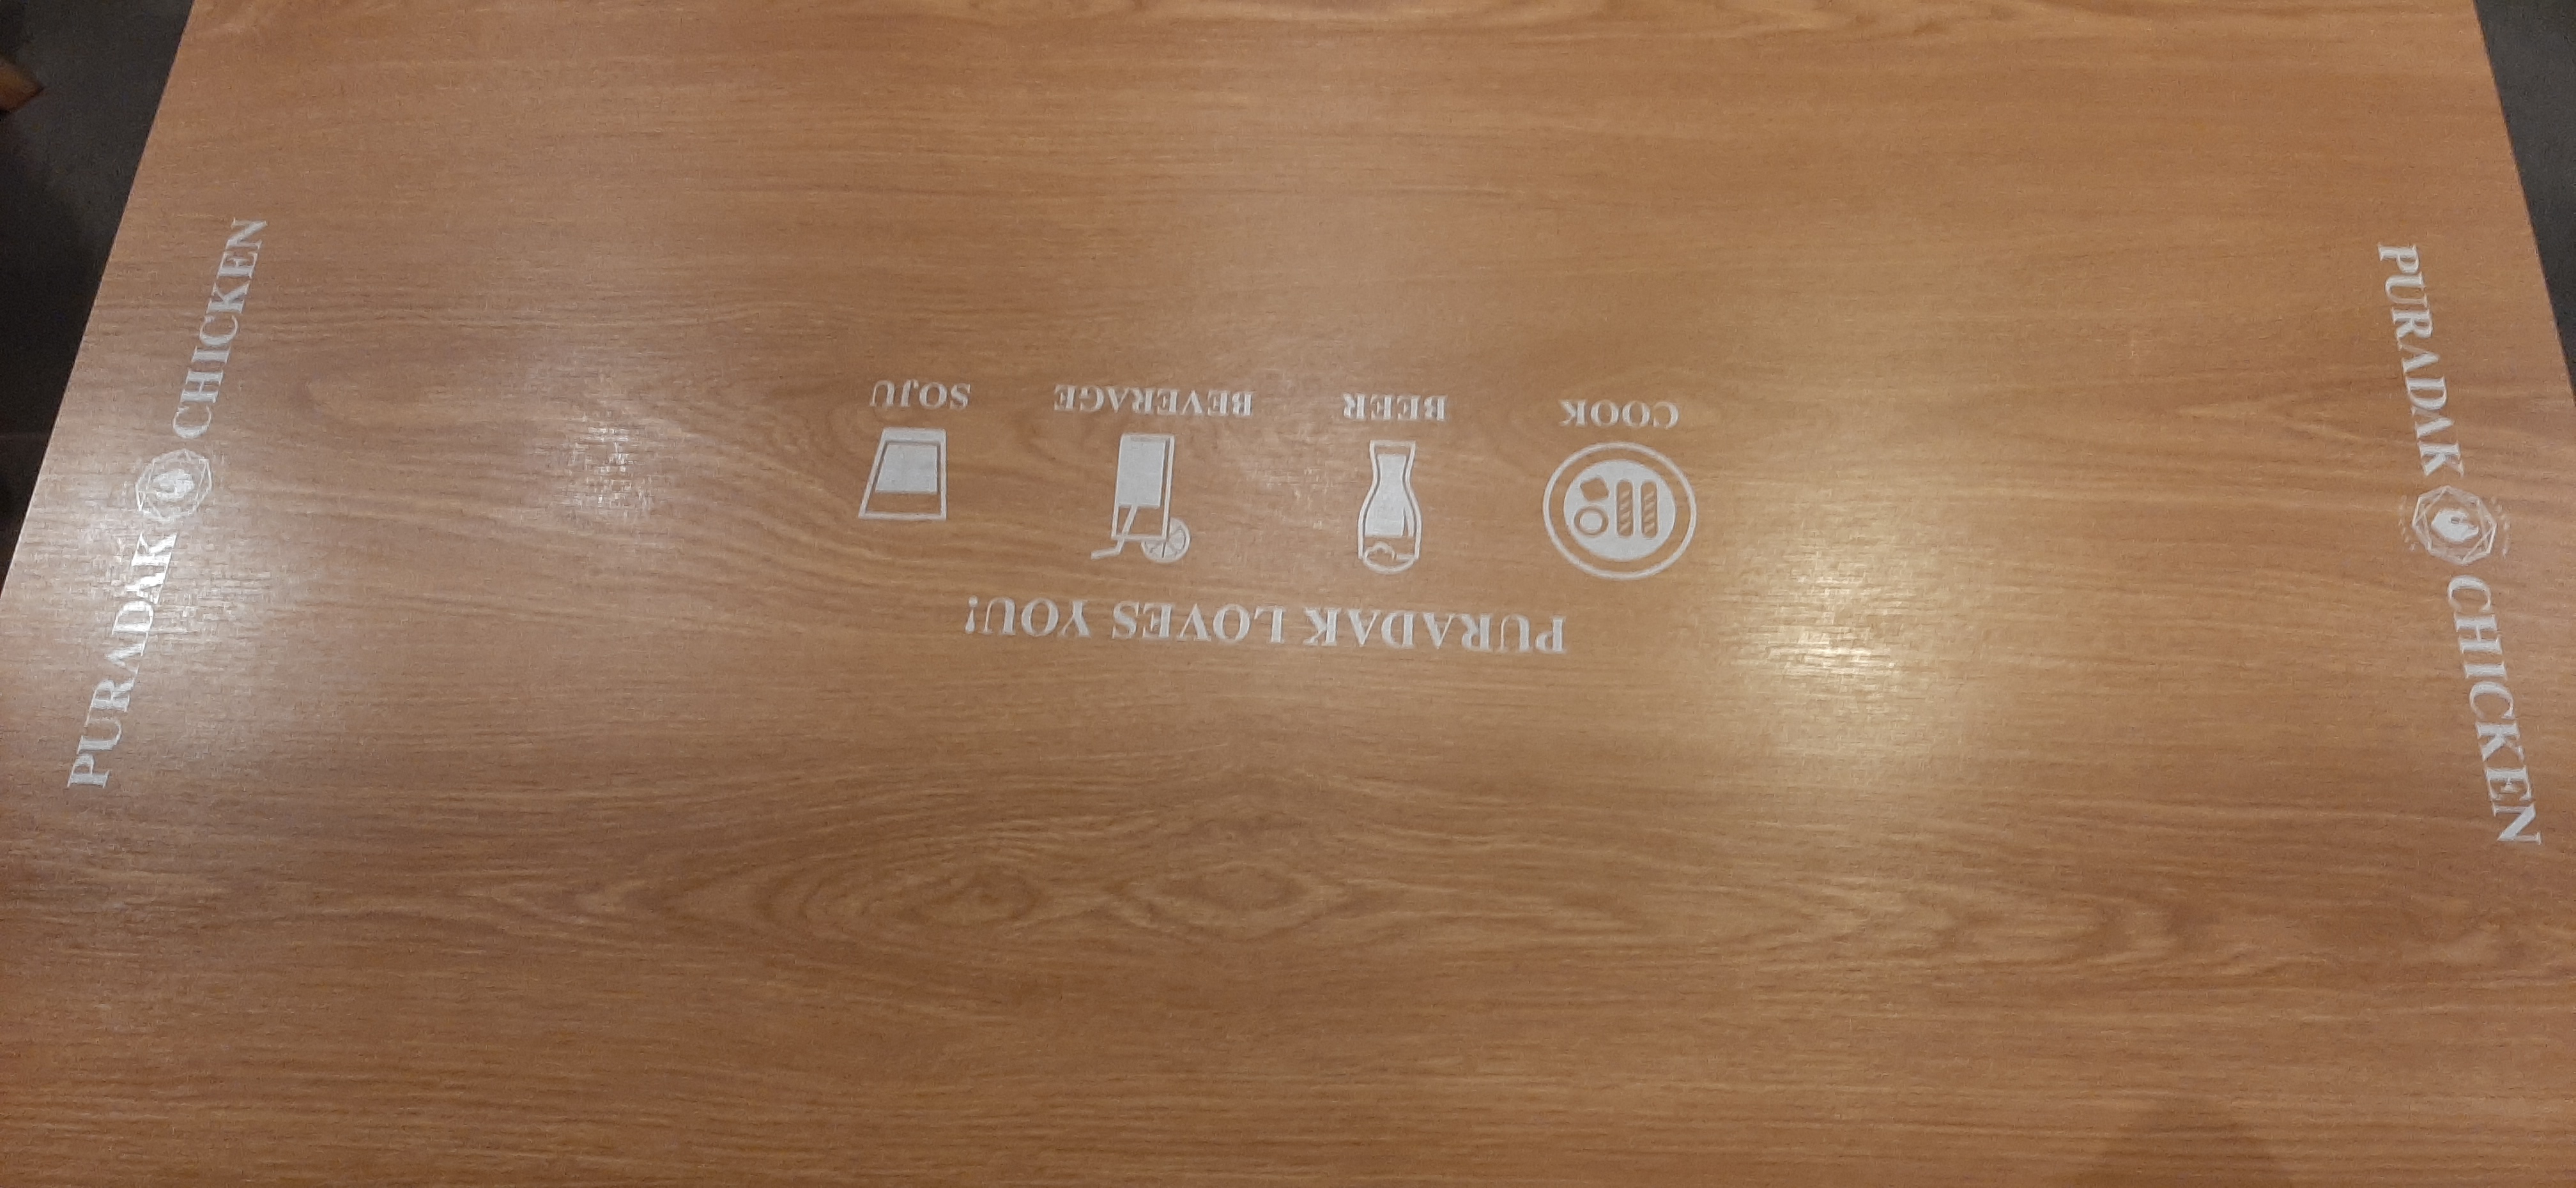 PURADAK CHICKEN
PURADAK LOVES YOU!
COOK
BEER
BEVERAGE
SOJU
PURADAK CHICKEN